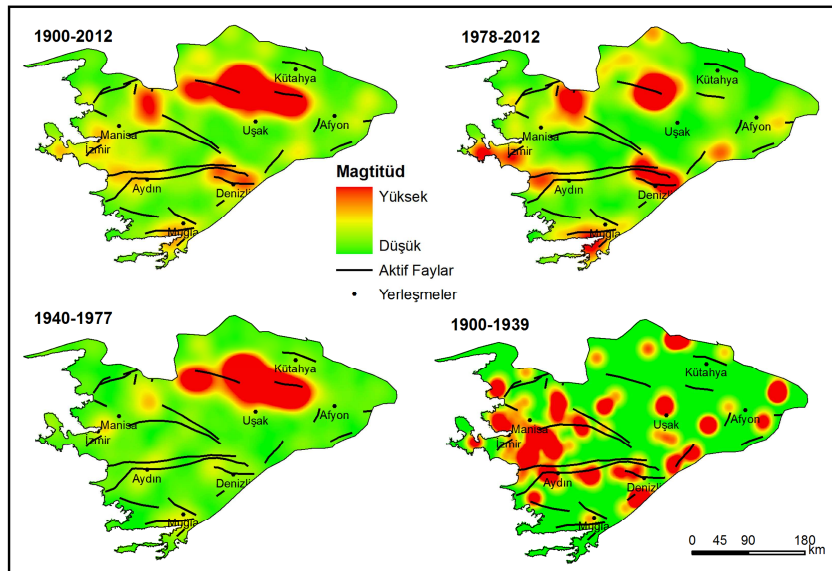 1900-2012
Kütahya
Manisa
Uşak
Afyon
İzmir
Aydın
Denizli
Muğla
1978-2012
Kütahya
Manisa
Uşak
Afyon
İzmir
Aydın
Denizli
Muğla
Magtitüd
Yüksek
Düşük
Aktif Faylar
Yerleşmeler
1940-1977
Kütahya
Manisa
Uşak
Afyon
İzmir
Aydın
Denizli
Muğla
1900-1939
Kütahya
Manisa
Uşak
Afyon
İzmir
Aydın
Denizli
Muğla
0 45 90 180
km